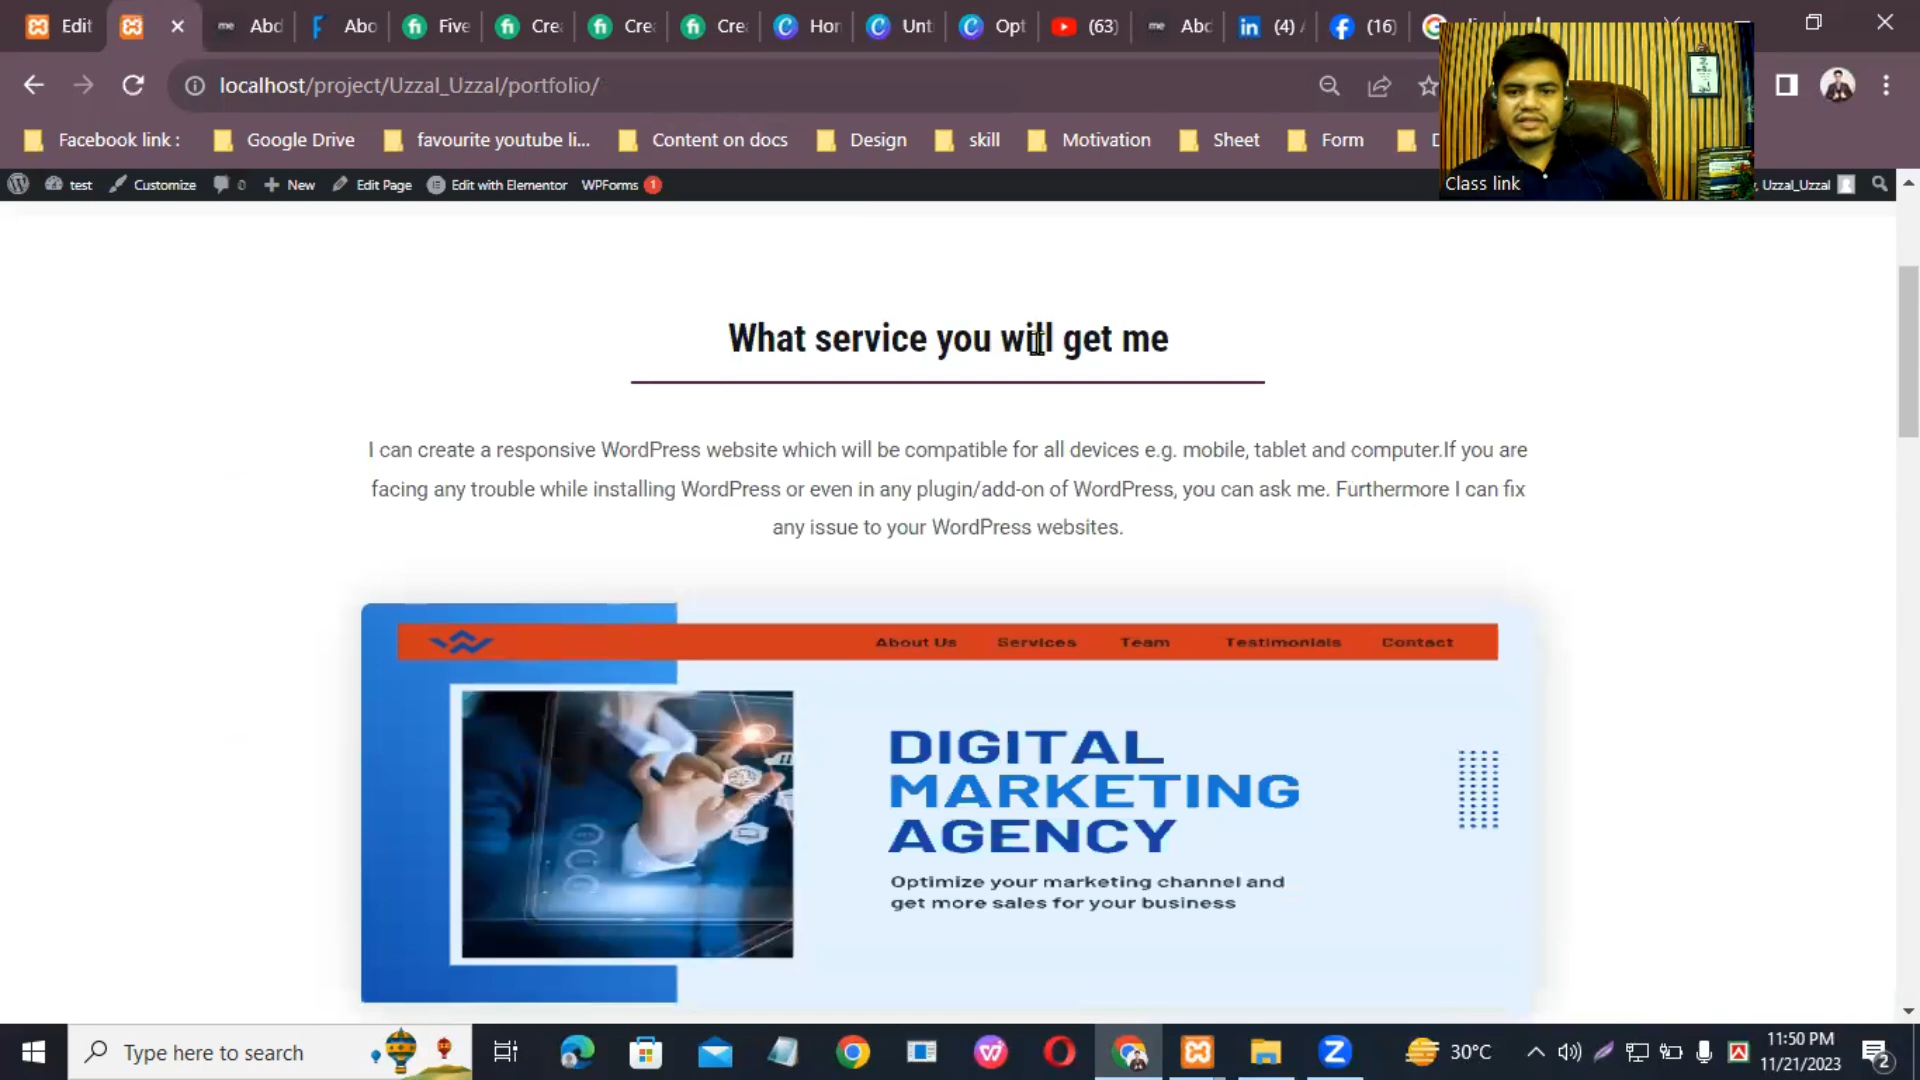 Edit
Abd
Abo
Five
Cre
Cre
Cre
Hor
Unt
Opt
(63)
Abd
(4)
(16)
localhost/project/Uzzal_Uzzal/portfolio/
Facebook link :
Google Drive
favourite youtube li...
Content on docs
Design
skill
Motivation
Sheet
Form
Class link
test
Customize
0
New
Edit Page
Edit with Elementor
WPForms 1
Uzzal_Uzzal
What service you will get me
I can create a responsive WordPress website which will be compatible for all devices e.g. mobile, tablet and computer.If you are
facing any trouble while installing WordPress or even in any plugin/add-on of WordPress, you can ask me. Furthermore I can fix
any issue to your WordPress websites.
About Us Services Team Testimonials Contact
DIGITAL
MARKETING
AGENCY
Optimize your marketing channel and
get more sales for your business
Type here to search
30°C
11:50 PM
11/21/2023
2